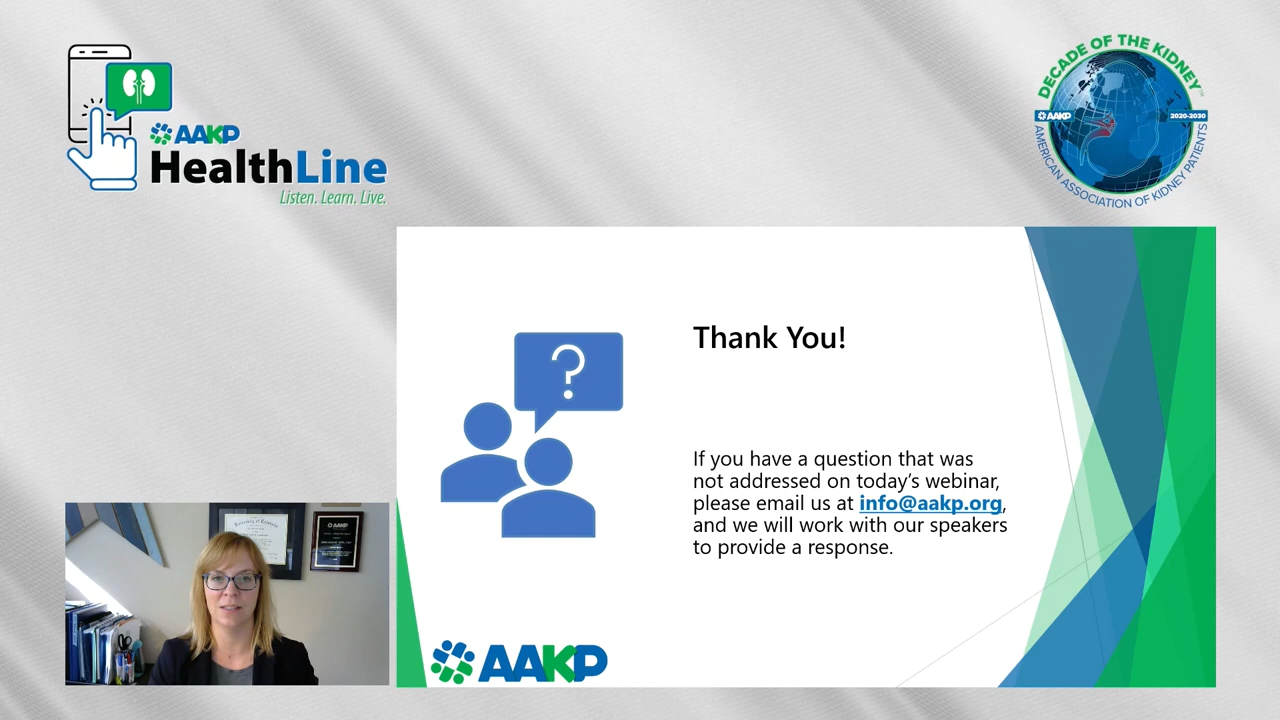 AAKP
HealthLine
Listen. Learn. Live.
DECADE OF THE KIDNEY™
AAKP
2020-2030
AMERICAN ASSOCIATION OF KIDNEY PATIENTS
?
Thank You!
If you have a question that was
not addressed on today's webinar,
please email us at info@aakp.org,
and we will work with our speakers
to provide a response.
AAKP
AAKP